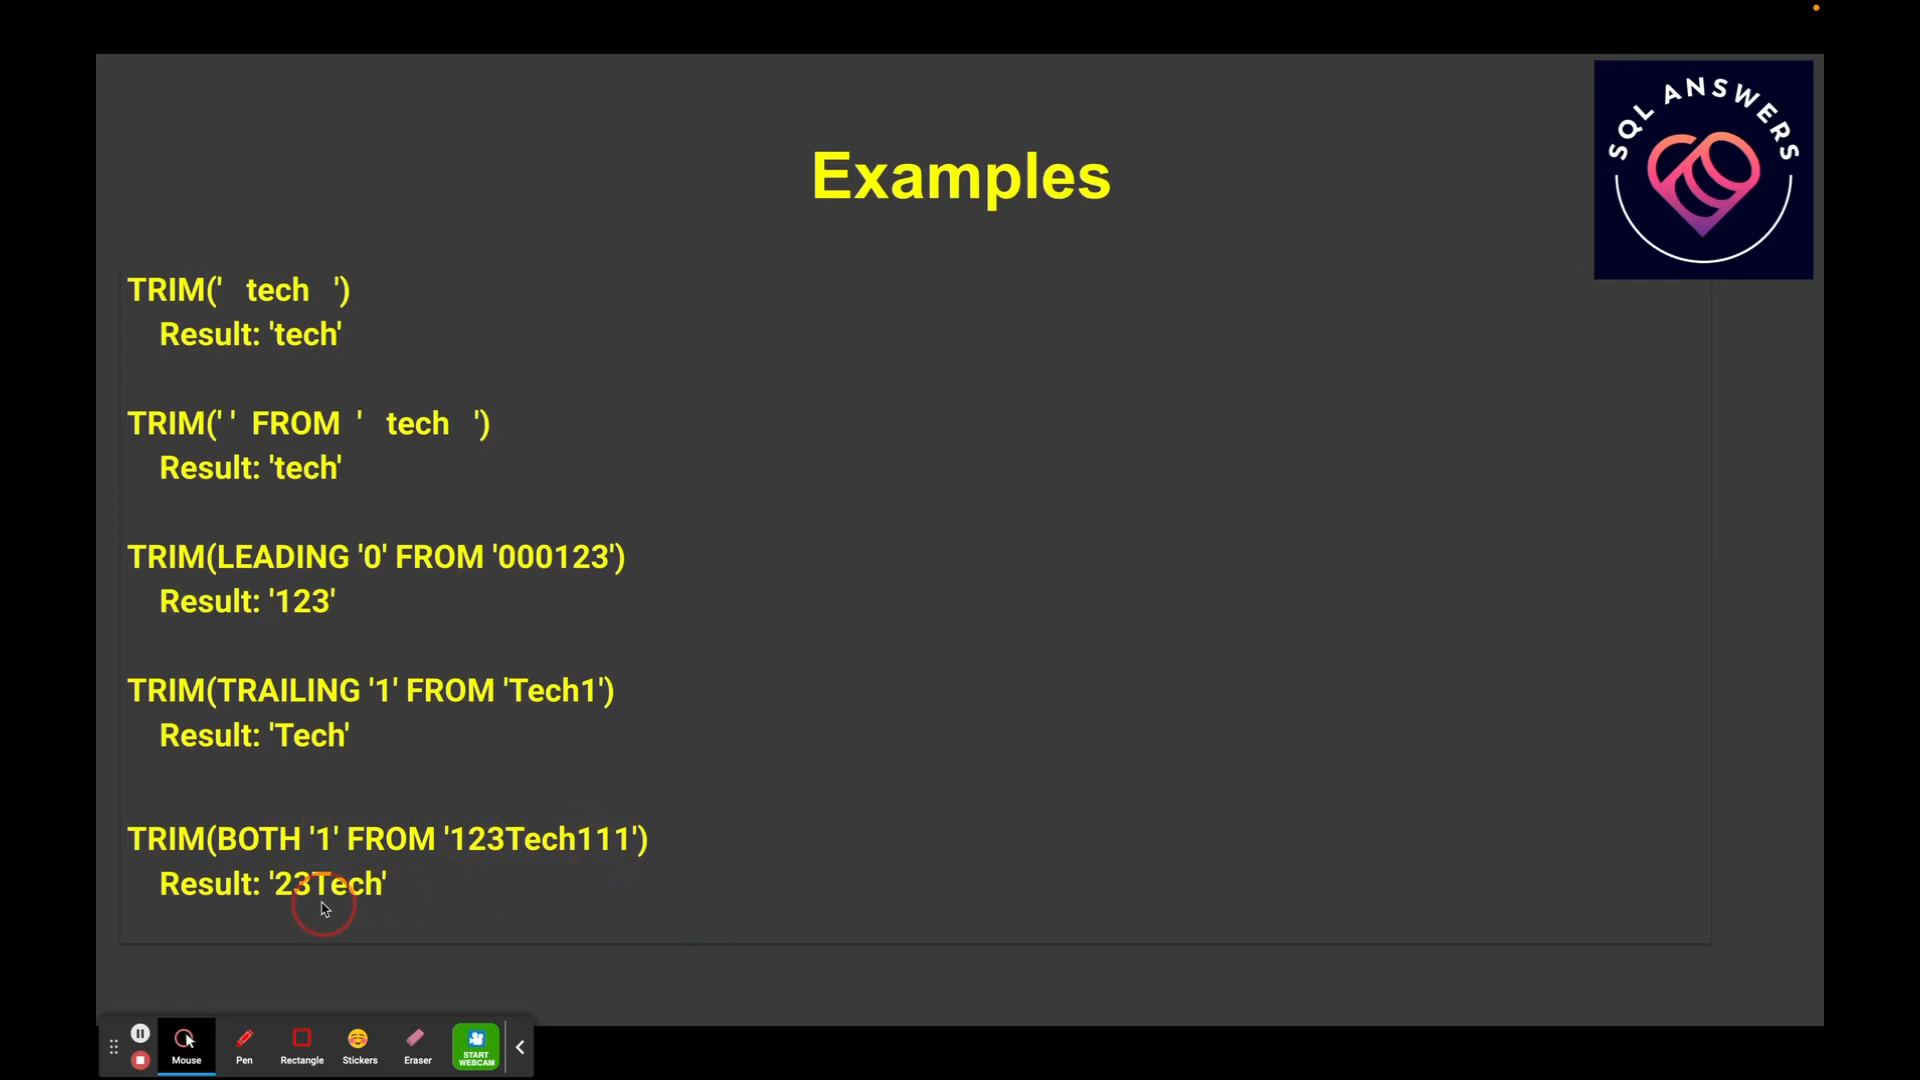 SQL ANSWERS
Examples
TRIM('   tech   ')
Result: 'tech'
TRIM(' '  FROM  '   tech   ')
Result: 'tech'
TRIM(LEADING '0' FROM '000123')
Result: '123'
TRIM(TRAILING '1' FROM 'Tech1')
Result: 'Tech'
TRIM(BOTH '1' FROM '123Tech111')
Result: '23Tech'
Mouse
Pen
Rectangle
Stickers
Eraser
START
WEBCAM